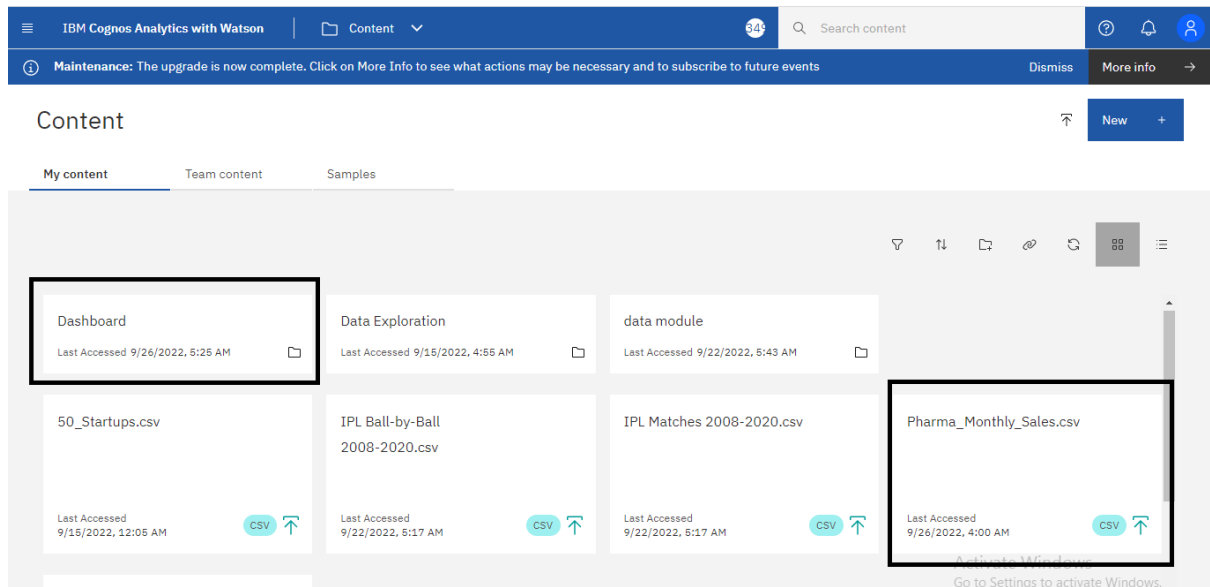 IBM Cognos Analytics with Watson
Content
349
Search content
Maintenance: The upgrade is now complete. Click on More Info to see what actions may be necessary and to subscribe to future events
Dismiss
More info
Content
New +
My content
Team content
Samples
Dashboard
Last Accessed 9/26/2022, 5:25 AM
Data Exploration
Last Accessed 9/15/2022, 4:55 AM
data module
Last Accessed 9/22/2022, 5:43 AM
50_Startups.csv
Last Accessed
9/15/2022, 12:05 AM
CSV
IPL Ball-by-Ball
2008-2020.csv
Last Accessed
9/22/2022, 5:17 AM
CSV
IPL Matches 2008-2020.csv
Last Accessed
9/22/2022, 5:17 AM
CSV
Pharma_Monthly_Sales.csv
Last Accessed
9/26/2022, 4:00 AM
CSV
Activate Windows
Go to Settings to activate Windows.